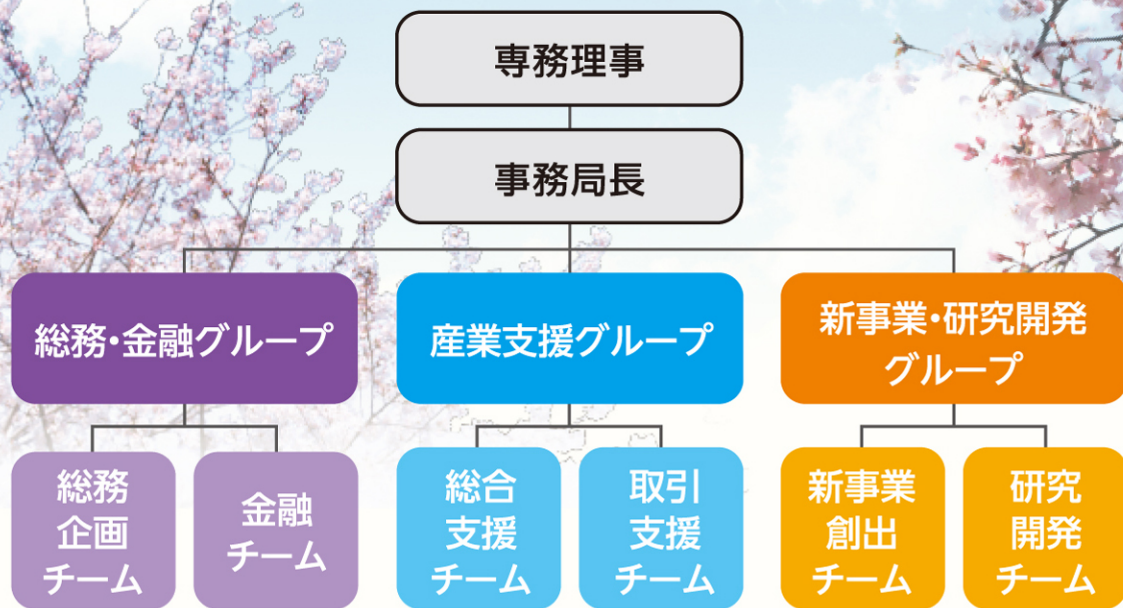 専務理事
事務局長
総務・金融グループ
産業支援グループ
新事業・研究開発
グループ
総務
企画
チーム
金融
チーム
総合
支援
チーム
取引
支援
チーム
新事業
創出
チーム
研究
開発
チーム